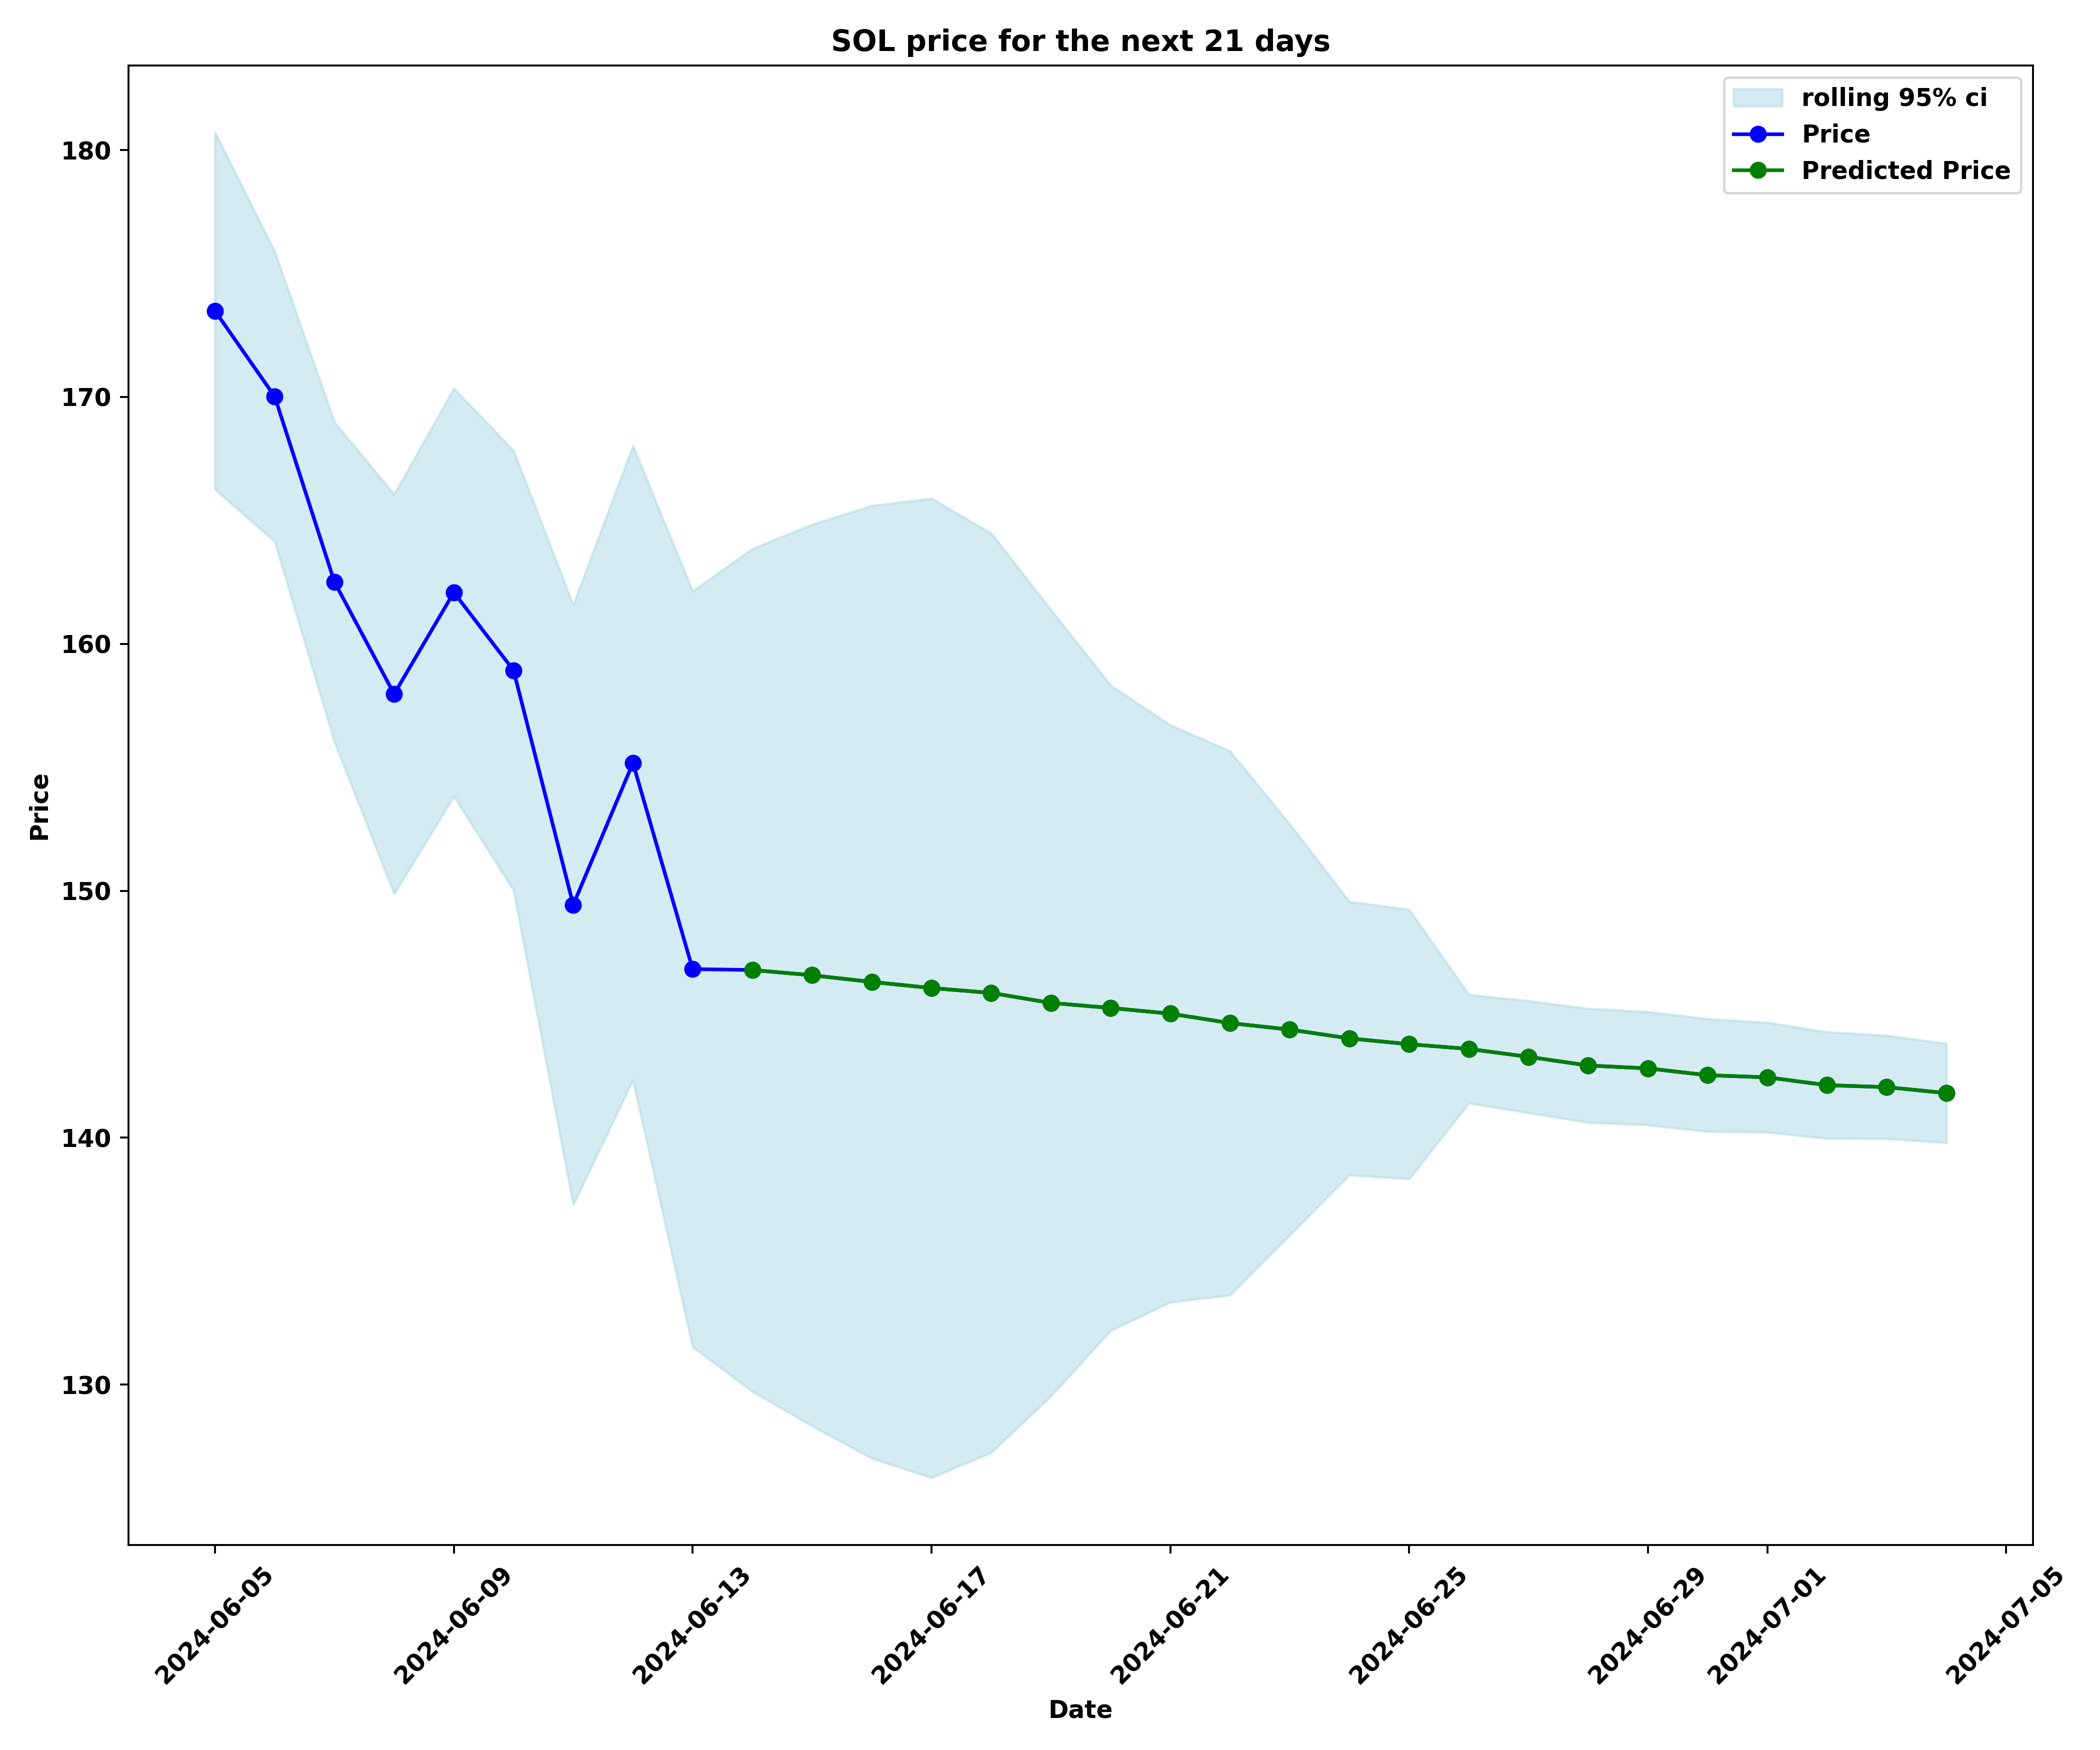 SOL price for the next 21 days
rolling 95% ci
Price
Predicted Price
180
170
160
150
140
130
Price
2024-06-05
2024-06-09
2024-06-13
2024-06-17
2024-06-21
2024-06-25
2024-06-29
2024-07-01
2024-07-05
Date